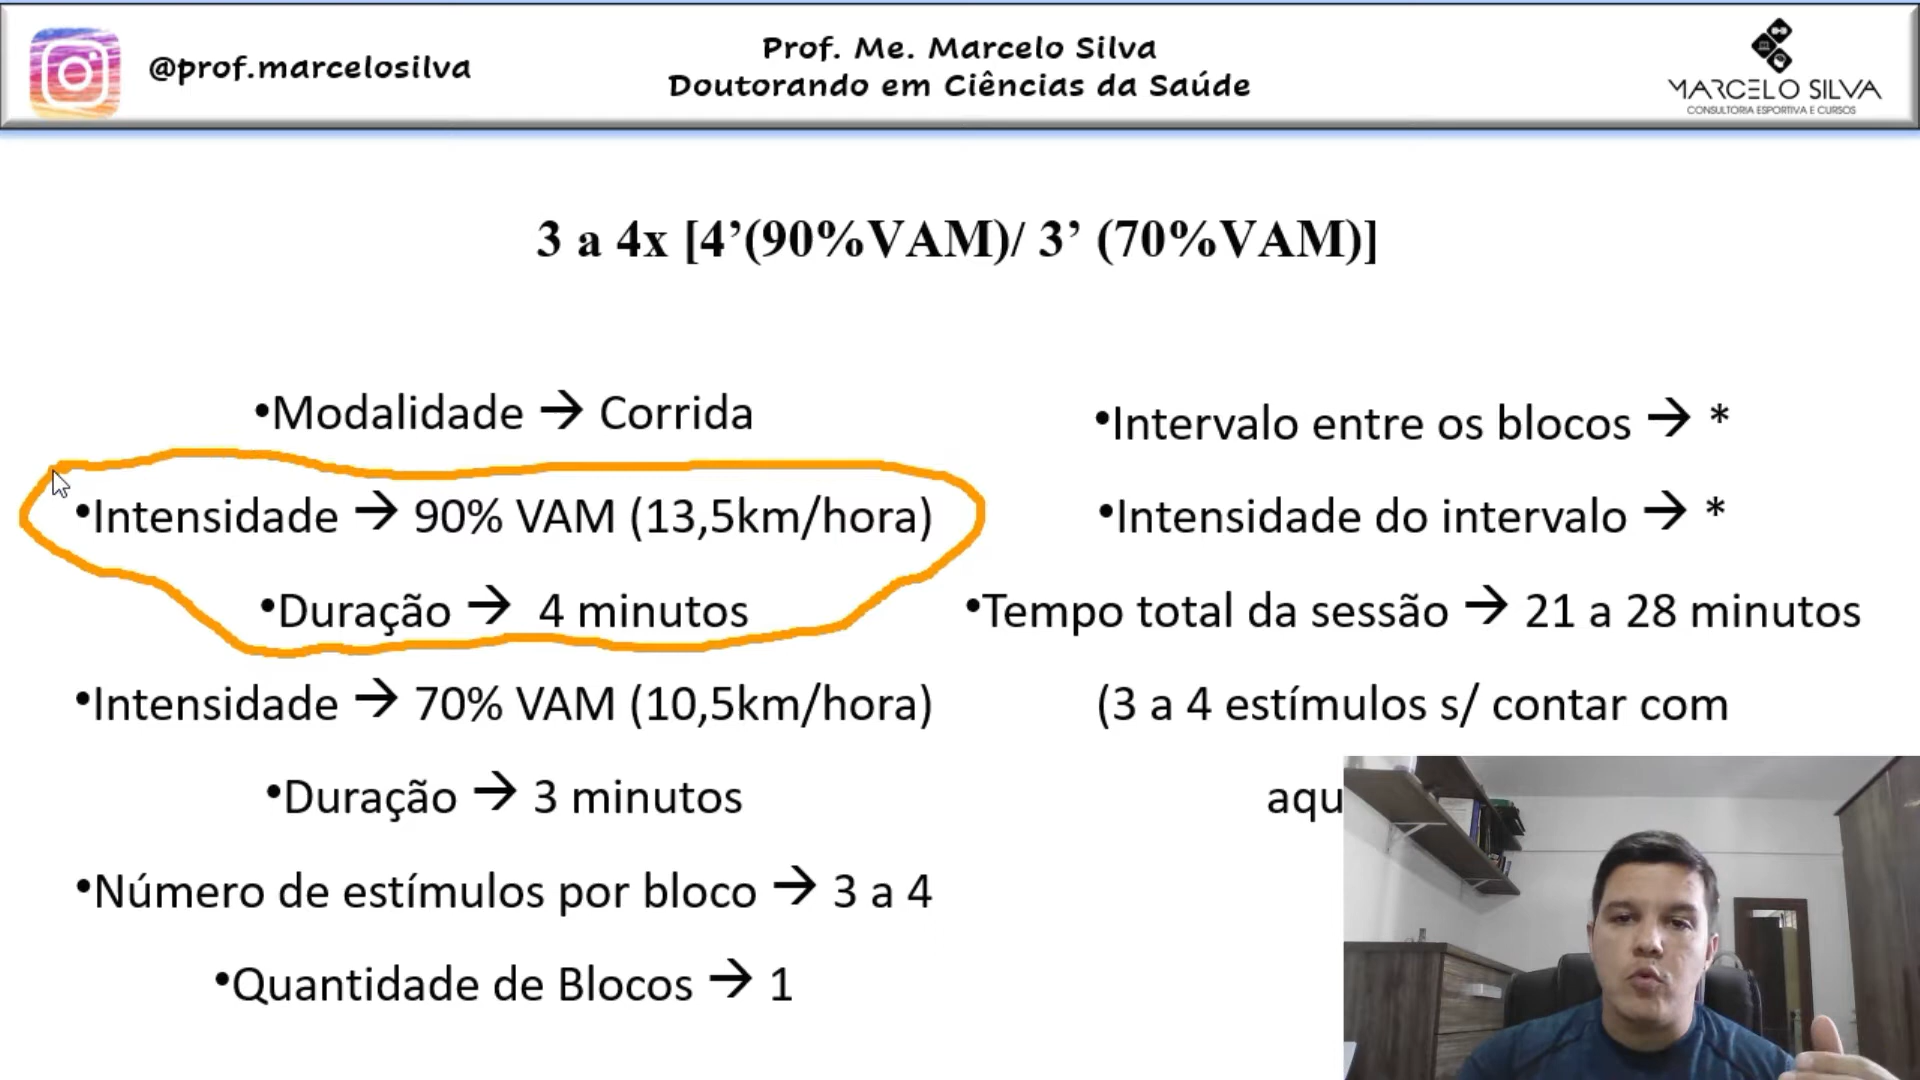 @prof.marcelosilva
Prof. Me. Marcelo Silva
Doutorando em Ciências da Saúde
MARCELO SILVA
CONSULTORIA ESPORTIVA E CURSOS
3 a 4x [4’(90%VAM)/ 3’ (70%VAM)]
•Modalidade → Corrida
•Intensidade → 90% VAM (13,5km/hora)
•Duração → 4 minutos
•Intensidade → 70% VAM (10,5km/hora)
•Duração → 3 minutos
•Número de estímulos por bloco → 3 a 4
•Quantidade de Blocos → 1
•Intervalo entre os blocos → *
•Intensidade do intervalo → *
•Tempo total da sessão → 21 a 28 minutos
(3 a 4 estímulos s/ contar com